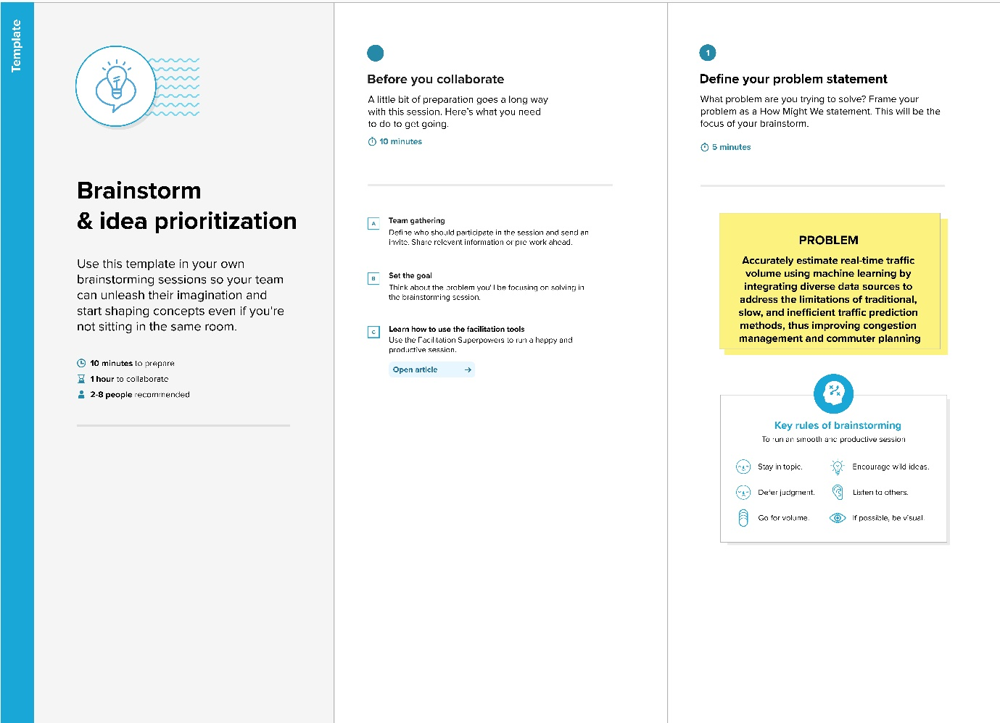 Template
Brainstorm
& idea prioritization
Use this template in your own
brainstorming sessions so your team
can unleash their imagination and
start shaping concepts even if you're
not sitting in the same room.
10 minutes to prepare
1 hour to collaborate
2-8 people recommended
Before you collaborate
A little bit of preparation goes a long way
with this session. Here's what you need
to do to get going.
10 minutes
A
Team gathering
Define who should participate in the session and send an
invite. Share relevant information or pre-work ahead.
B
Set the goal
Think about the problem you'll be focusing on solving in
the brainstorming session.
C
Learn how to use the facilitation tools
Use the Facilitation Superpowers to run a happy and
productive session.
Open article
1
Define your problem statement
What problem are you trying to solve? Frame your
problem as a How Might We statement. This will be the
focus of your brainstorm.
5 minutes
PROBLEM
Accurately estimate real-time traffic
volume using machine learning by
integrating diverse data sources to
address the limitations of traditional,
slow, and inefficient traffic prediction
methods, thus improving congestion
management and commuter planning
Key rules of brainstorming
To run an smooth and productive session
Stay in topic.
Encourage wild ideas.
Defer judgment.
Listen to others.
Go for volume.
If possible, be visual.